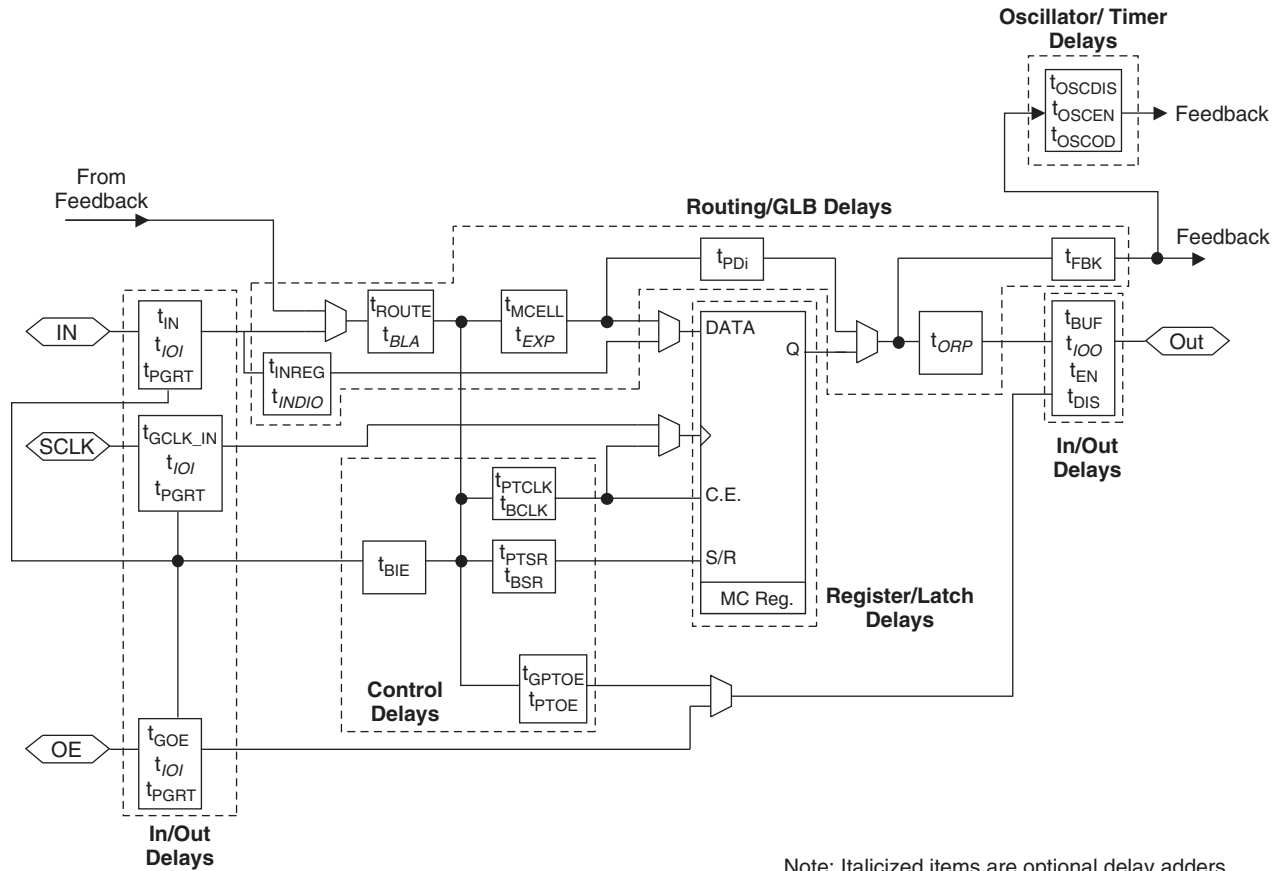 Oscillator/ Timer
Delays
tOSCDIS
tOSCEN
tOSCOD
Feedback
From
Feedback
Routing/GLB Delays
Feedback
tPDi
tFBK
IN
tIN
tIOI
tPGRT
tROUTE
tBLA
tMCELL
tEXP
DATA
Q
tORP
tBUF
tIOO
tEN
tDIS
Out
tINREG
tINDIO
SCLK
tGCLK_IN
tIOI
tPGRT
In/Out
Delays
tPTCLK
tBCLK
C.E.
tBIE
tPTSR
tBSR
S/R
MC Reg.
Register/Latch
Delays
Control
Delays
tGPTOE
tPTOE
OE
tGOE
tIOI
tPGRT
In/Out
Delays
Note: Italicized items are optional delay adders